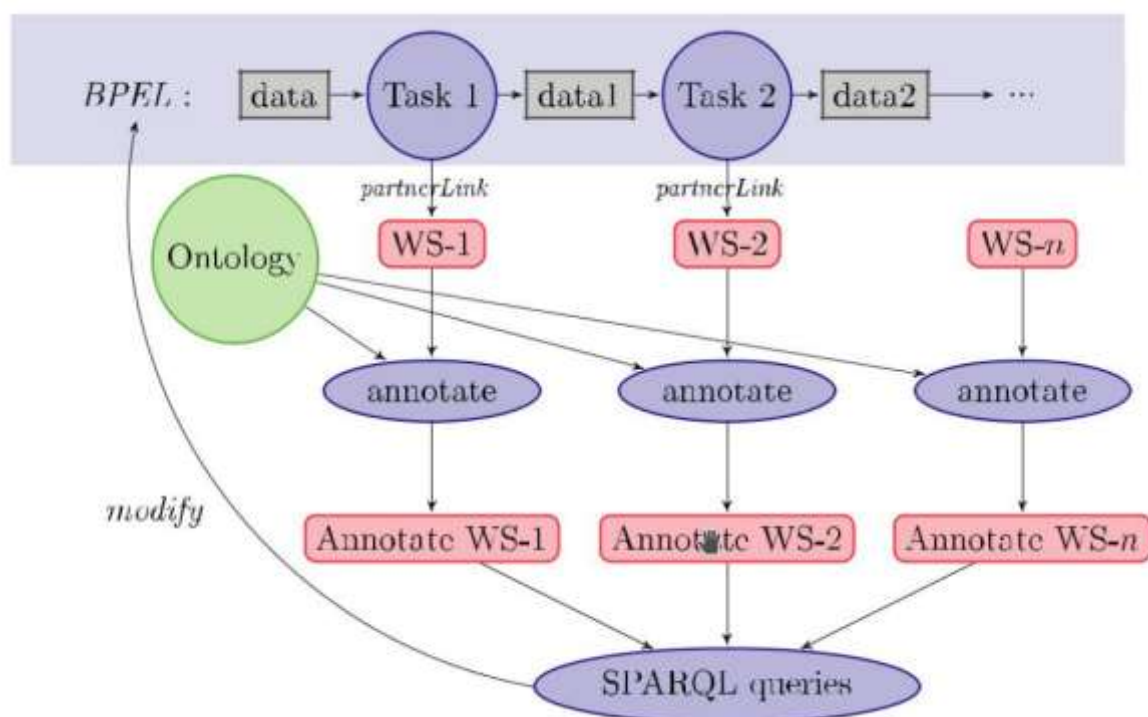 BPEL : data Task 1 data1 Task 2 data2 ...
partnerLink partnerLink
WS-1 WS-2 WS-n
Ontology
annotate annotate annotate
modify
Annotate WS-1 Annotate WS-2 Annotate WS-n
SPARQL queries